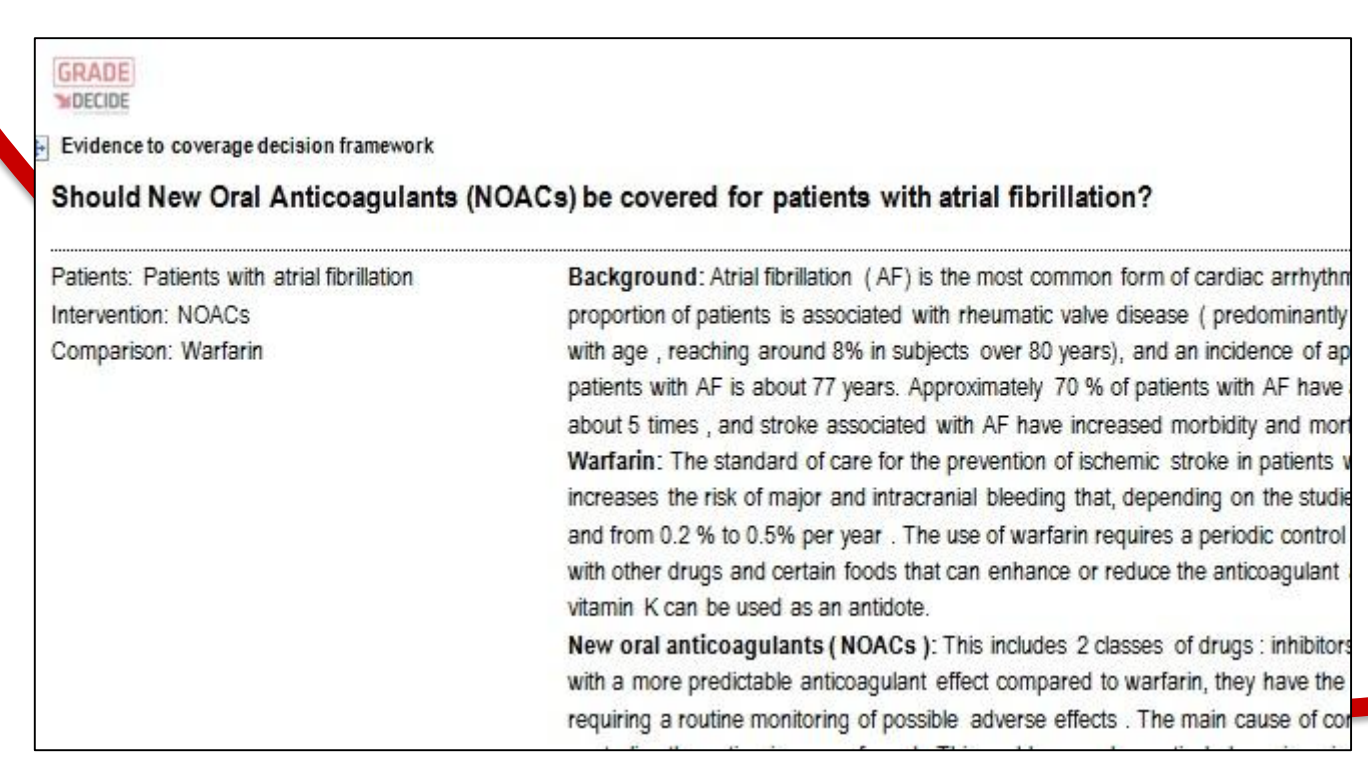 GRADE
DECIDE
Evidence to coverage decision framework
Should New Oral Anticoagulants (NOACs) be covered for patients with atrial fibrillation?
Patients: Patients with atrial fibrillation
Intervention: NOACs
Comparison: Warfarin
Background: Atrial fibrillation ( AF) is the most common form of cardiac
proportion of patients is associated with rheumatic valve disease ( predominantly
with age , reaching around 8% in subjects over 80 years), and an incidence of ap
patients with AF is about 77 years. Approximately 70 % of patients with AF have
about 5 times , and stroke associated with AF have increased morbidity and mort
Warfarin: The standard of care for the prevention of ischemic stroke in patients
increases the risk of major and intracranial bleeding that, depending on the studie
and from 0.2 % to 0.5% per year . The use of warfarin requires a periodic control
with other drugs and certain foods that can enhance or reduce the anticoagulant
vitamin K can be used as an antidote.
New oral anticoagulants ( NOACs ): This includes 2 classes of drugs : inhibitors
with a more predictable anticoagulant effect compared to warfarin, they have the
requiring a routine monitoring of possible adverse effects . The main cause of